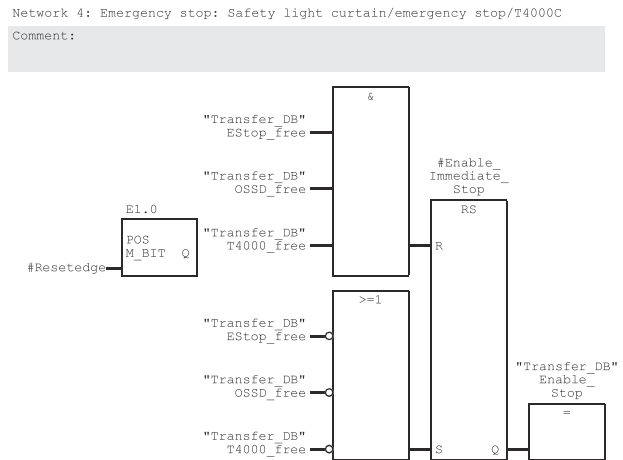 Network 4: Emergency stop: Safety light curtain/emergency stop/T4000C
Comment:
&
"Transfer_DB"
EStop_free
"Transfer_DB"
OSSD_free
#Enable_
Immediate_
Stop
RS
E1.0
POS
M_BIT Q
#Resetedge
"Transfer_DB"
T4000_free
R
>=1
"Transfer_DB"
EStop_free
"Transfer_DB"
OSSD_free
"Transfer_DB"
Enable_
Stop
=
"Transfer_DB"
T4000_free
S Q